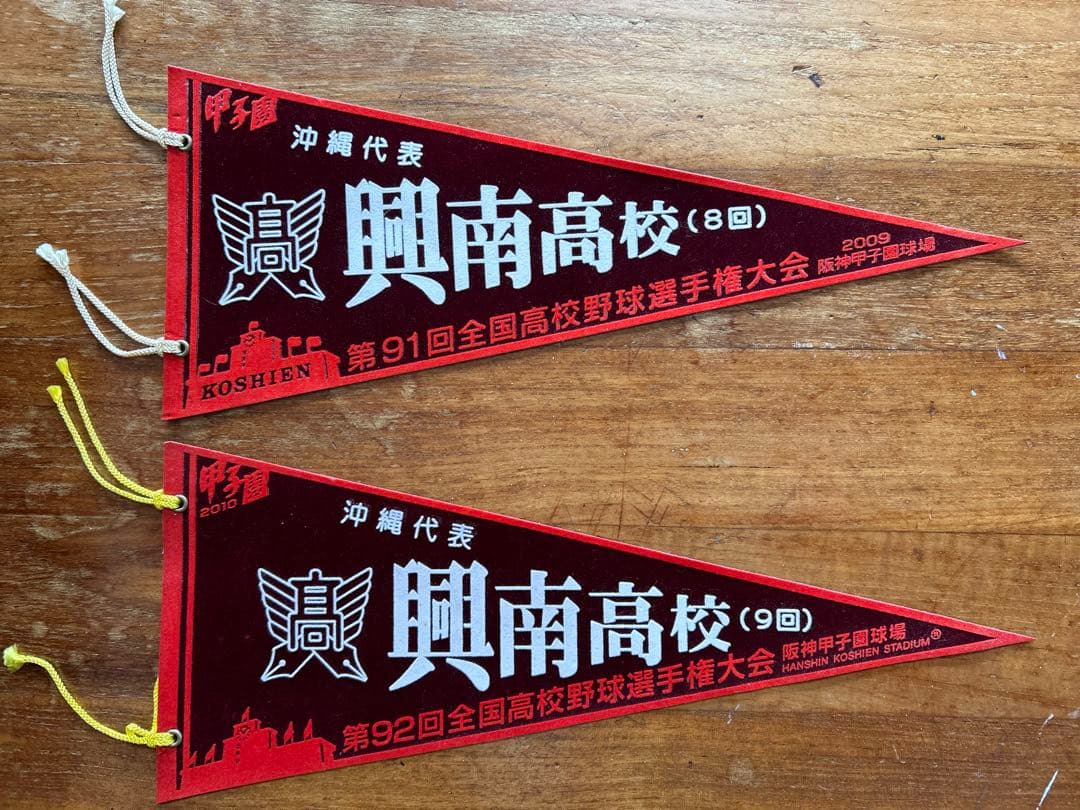 甲子園
沖縄代表
高
興南高校(8回)
第91回全国高校野球選手権大会
2009
阪神甲子園球場
KOSHIEN
甲子園
2010
沖縄代表
高
興南高校(9回)
第92回全国高校野球選手権大会
阪神甲子園球場
HANSHIN KOSHIEN STADIUM®